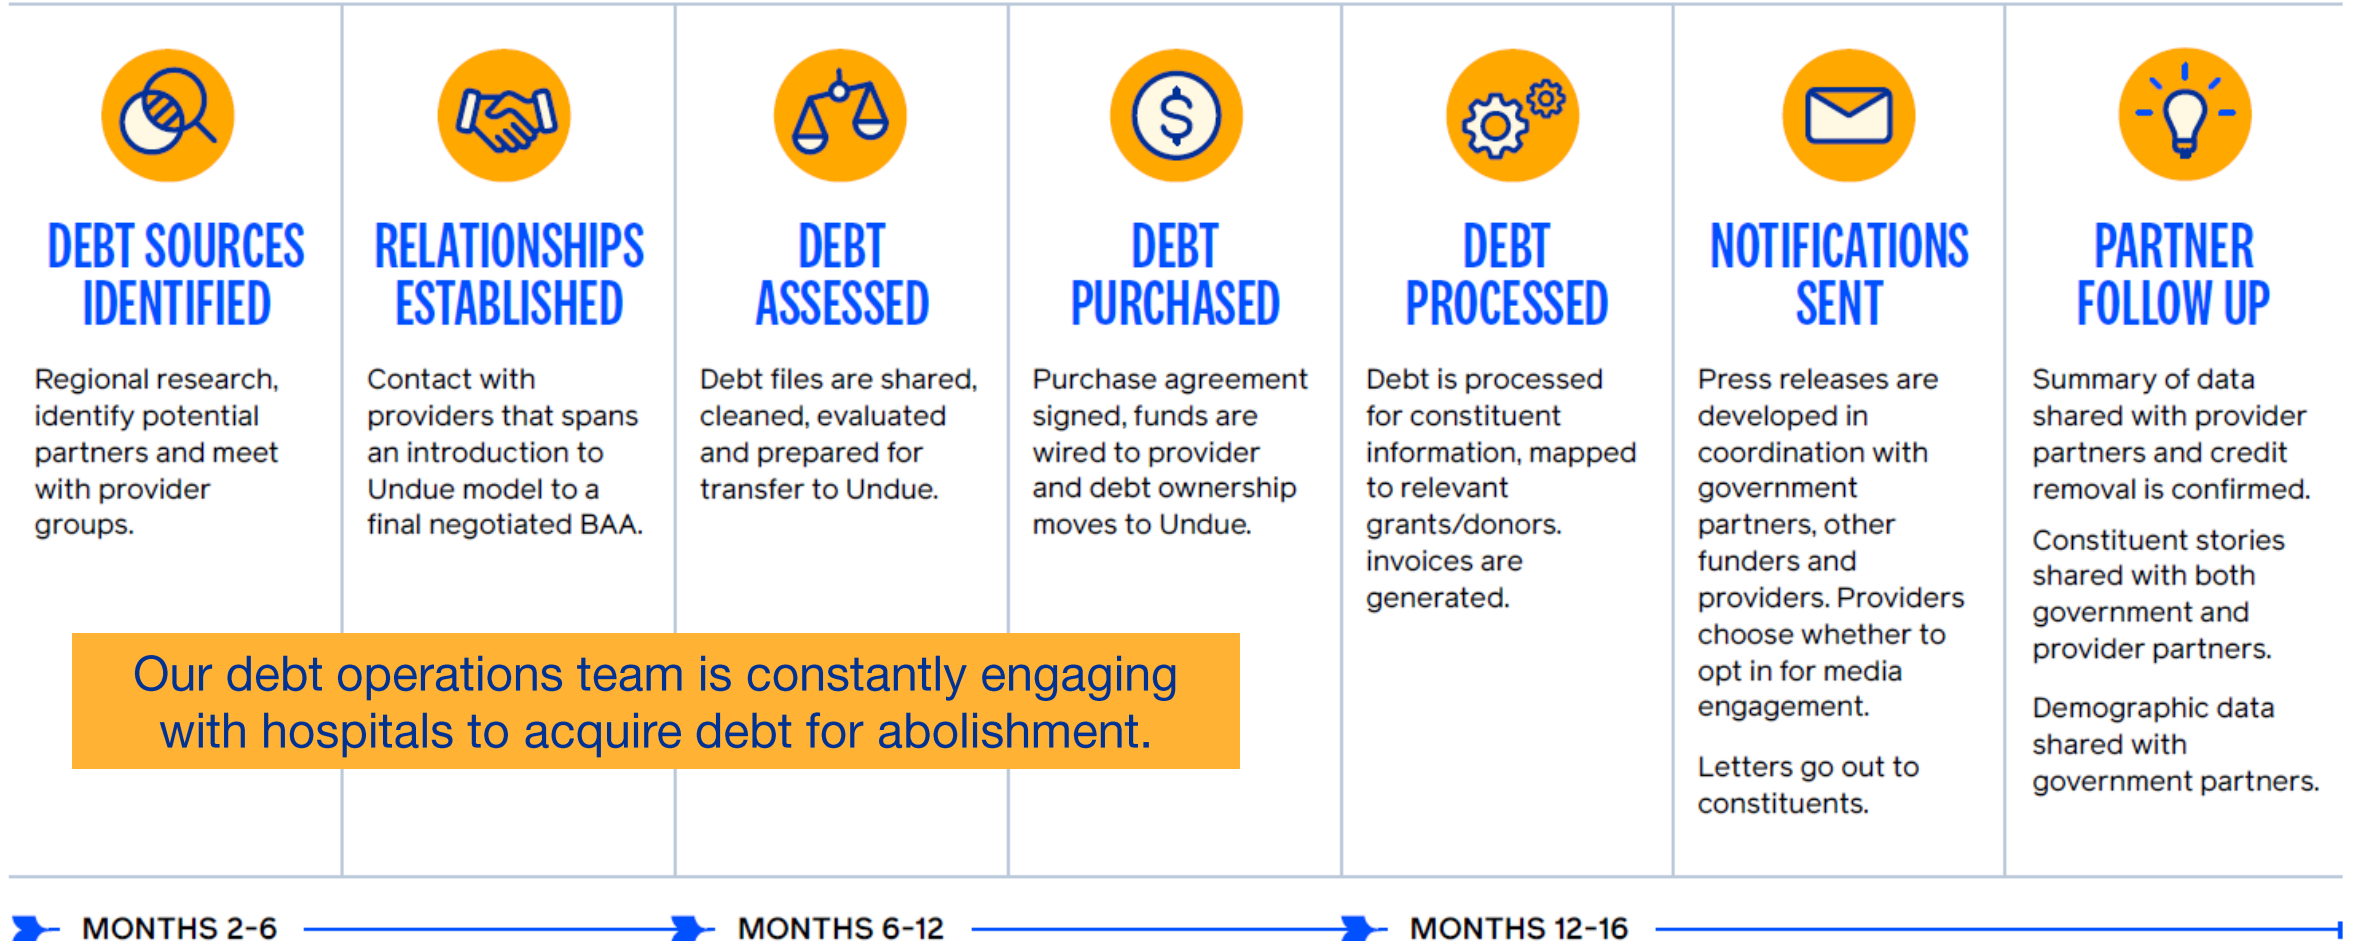 DEBT SOURCES
IDENTIFIED
Regional research,
identify potential
partners and meet
with provider
groups.
RELATIONSHIPS
ESTABLISHED
Contact with
providers that spans
an introduction to
Undue model to a
final negotiated BAA.
DEBT
ASSESSED
Debt files are shared,
cleaned, evaluated
and prepared for
transfer to Undue.
DEBT
PURCHASED
Purchase agreement
signed, funds are
wired to provider
and debt ownership
moves to Undue.
DEBT
PROCESSED
Debt is processed
for constituent
information, mapped
to relevant
grants/donors.
invoices are
generated.
NOTIFICATIONS
SENT
Press releases are
developed in
coordination with
government
partners, other
funders and
providers. Providers
choose whether to
opt in for media
engagement.
Letters go out to
constituents.
PARTNER
FOLLOW UP
Summary of data
shared with provider
partners and credit
removal is confirmed.
Constituent stories
shared with both
government and
provider partners.
Demographic data
shared with
government partners.
Our debt operations team is constantly engaging
with hospitals to acquire debt for abolishment.
MONTHS 2-6
MONTHS 6-12
MONTHS 12-16